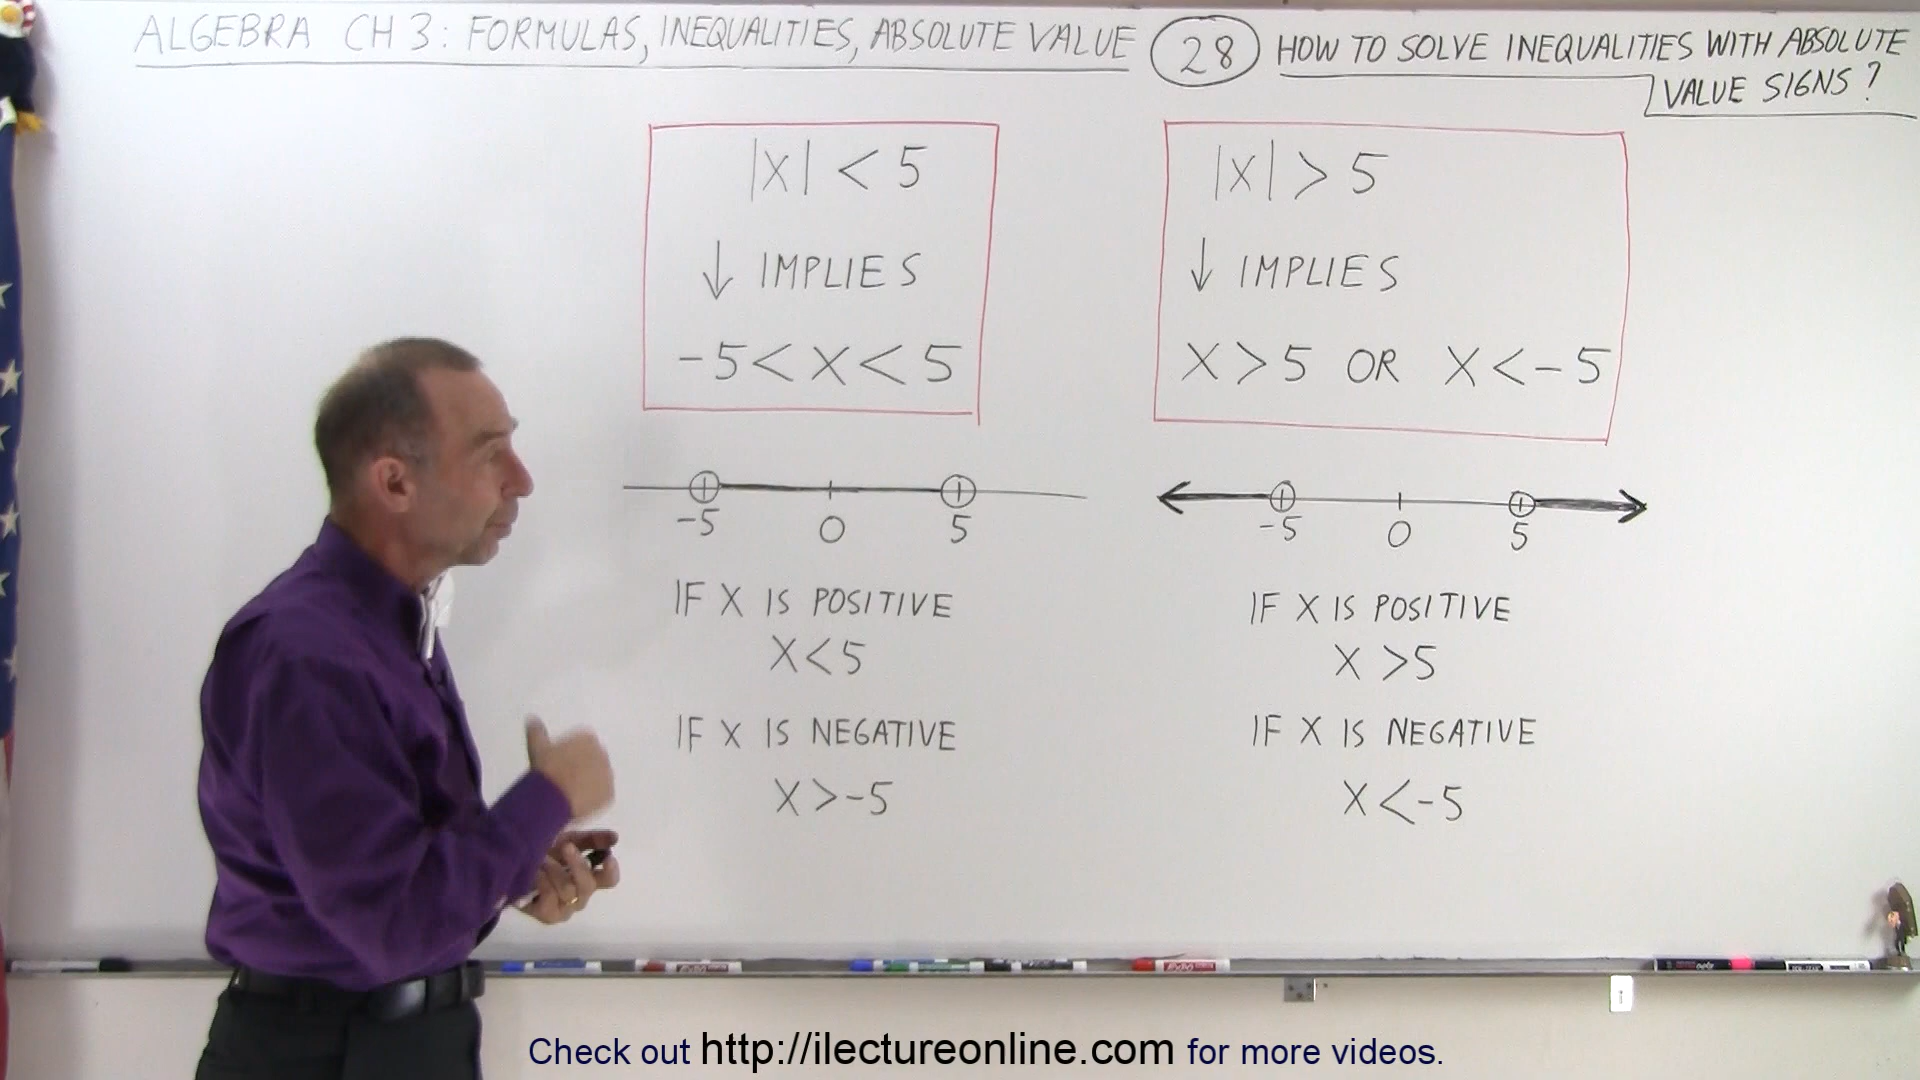 ALGEBRA CH 3: FORMULAS, INEQUALITIES, ABSOLUTE VALUE 28 HOW TO SOLVE INEQUALITIES WITH ABSOLUTE
VALUE SIGNS?
|X| < 5
↓ IMPLIES
-5 < X < 5
-5 0 5
IF X IS POSITIVE
X < 5
IF X IS NEGATIVE
X > -5
|X| > 5
↓ IMPLIES
X > 5 OR X < -5
-5 0 5
IF X IS POSITIVE
X > 5
IF X IS NEGATIVE
X < -5
Check out http://ilectureonline.com for more videos.